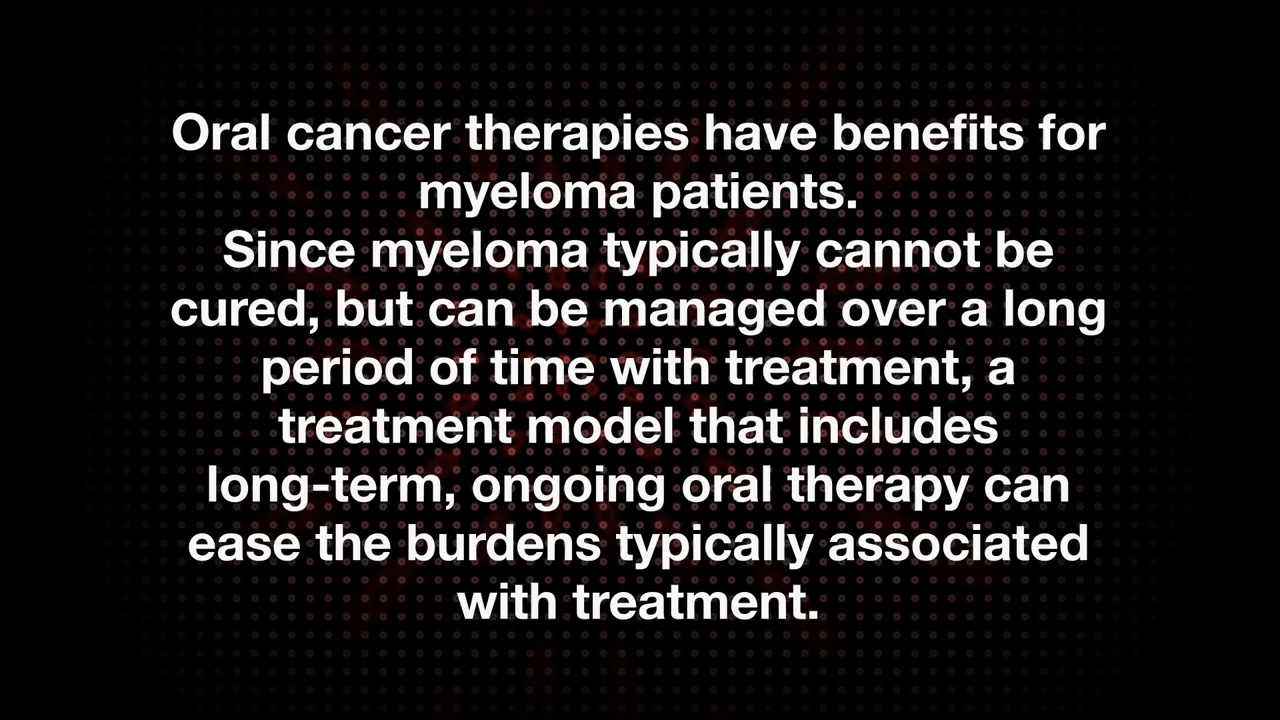 Oral cancer therapies have benefits for
myeloma patients.
Since myeloma typically cannot be
cured, but can be managed over a long
period of time with treatment, a
treatment model that includes
long-term, ongoing oral therapy can
ease the burdens typically associated
with treatment.